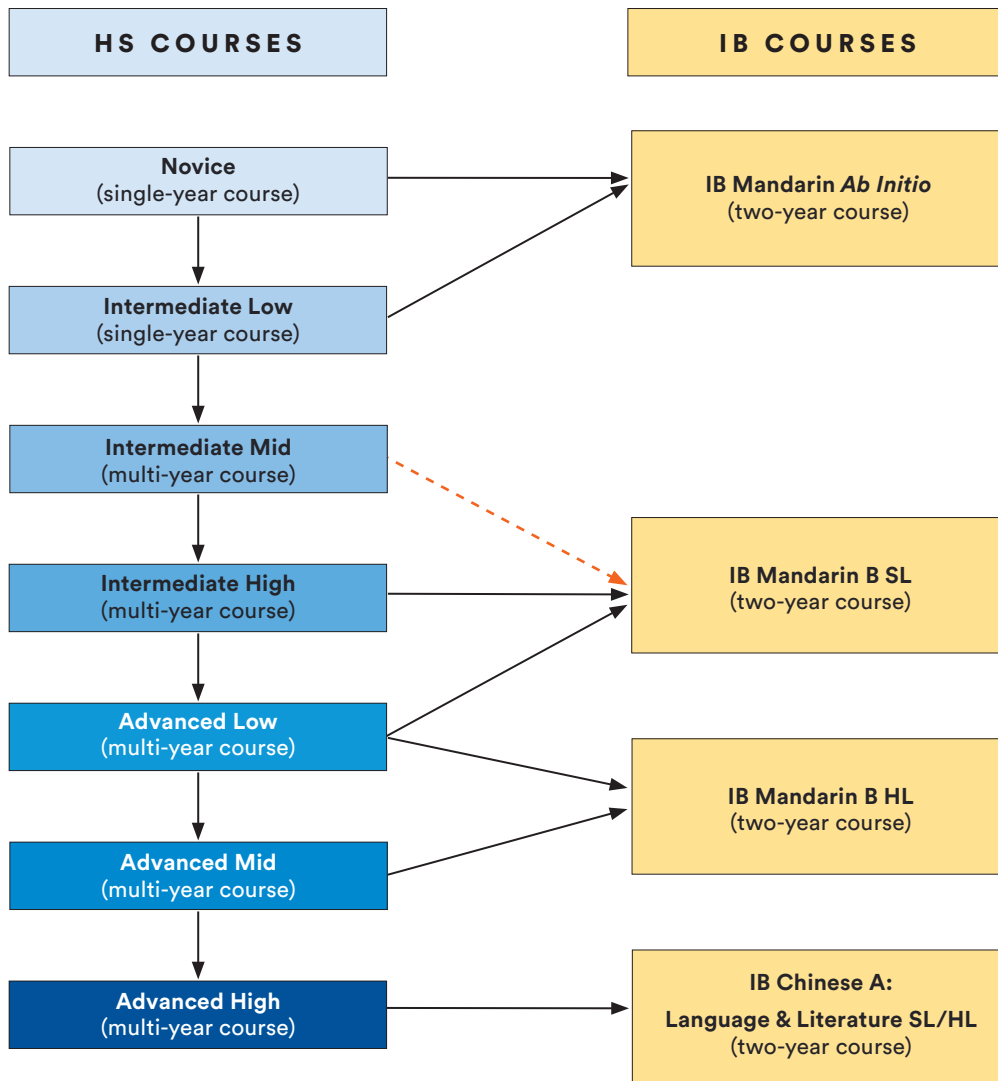 HS COURSES
IB COURSES
Novice
(single-year course)
IB Mandarin Ab Initio
(two-year course)
Intermediate Low
(single-year course)
Intermediate Mid
(multi-year course)
Intermediate High
(multi-year course)
IB Mandarin B SL
(two-year course)
Advanced Low
(multi-year course)
IB Mandarin B HL
(two-year course)
Advanced Mid
(multi-year course)
Advanced High
(multi-year course)
IB Chinese A:
Language & Literature SL/HL
(two-year course)